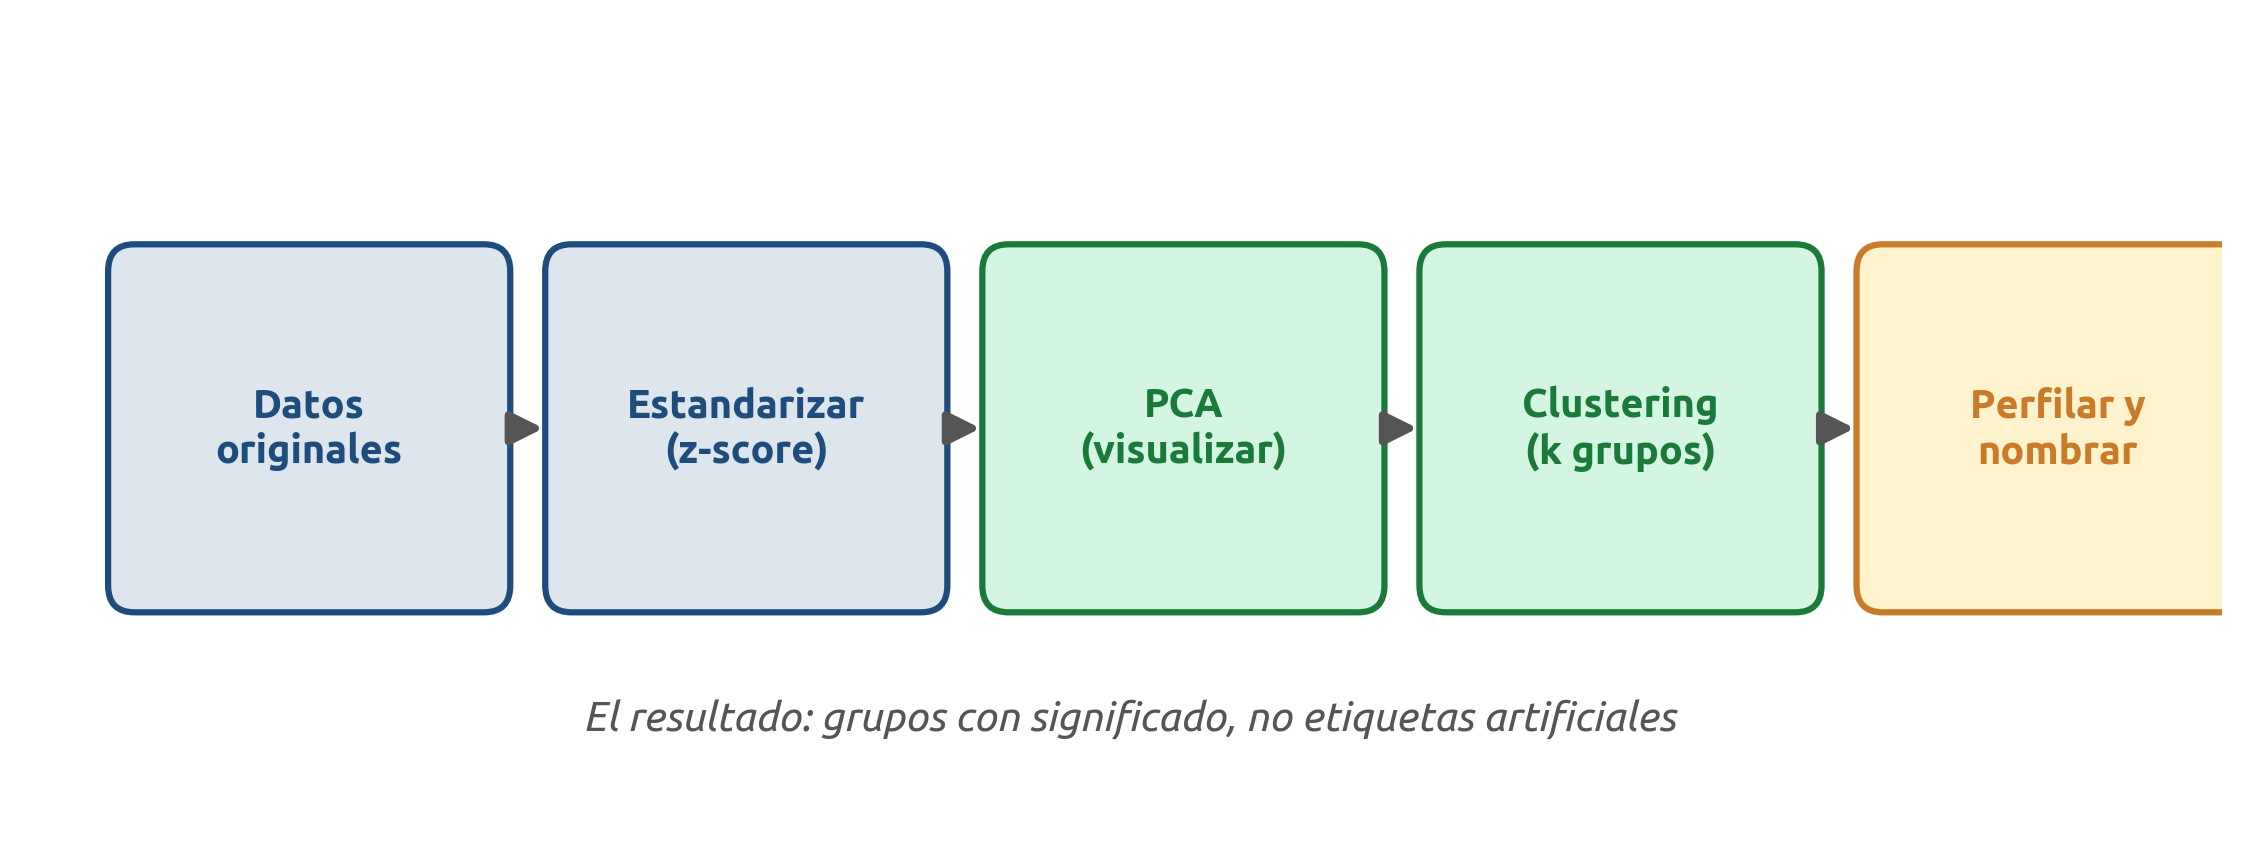 Datos
originales
Estandarizar
(z-score)
PCA
(visualizar)
Clustering
(k grupos)
Perfilar y
nombrar
El resultado: grupos con significado, no etiquetas artificiales